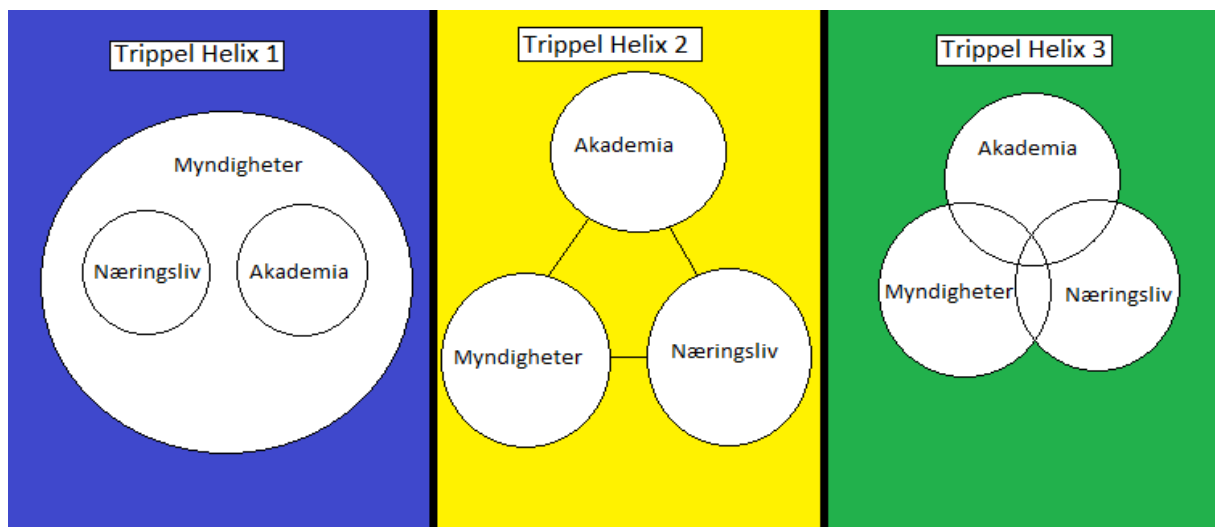 Trippel Helix 1
Myndigheter
Næringsliv
Akademia
Trippel Helix 2
Akademia
Myndigheter
Næringsliv
Trippel Helix 3
Akademia
Myndigheter
Næringsliv